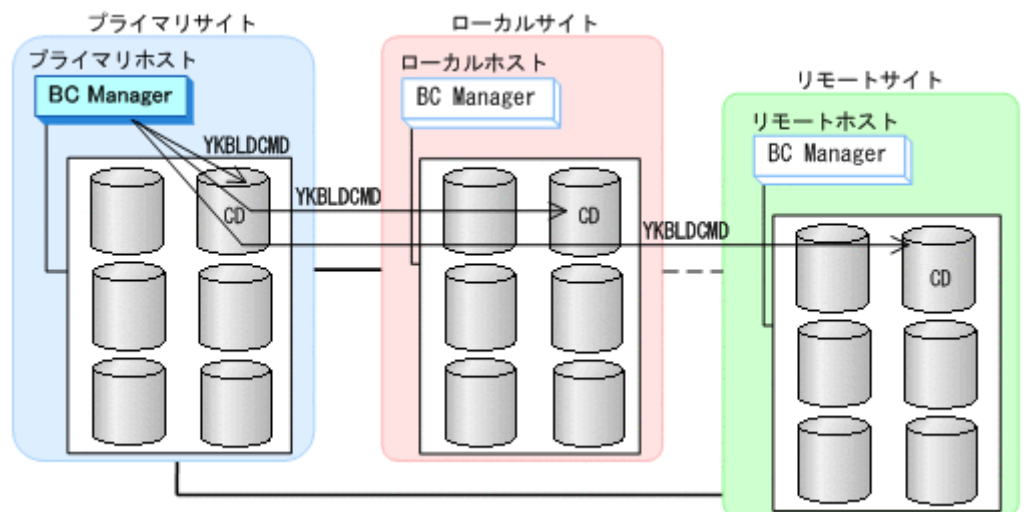 プライマリサイト
プライマリホスト
BC Manager
YKBLDCMD
CD
YKBLDCMD
ローカルサイト
ローカルホスト
BC Manager
CD
YKBLDCMD
リモートサイト
リモートホスト
BC Manager
CD